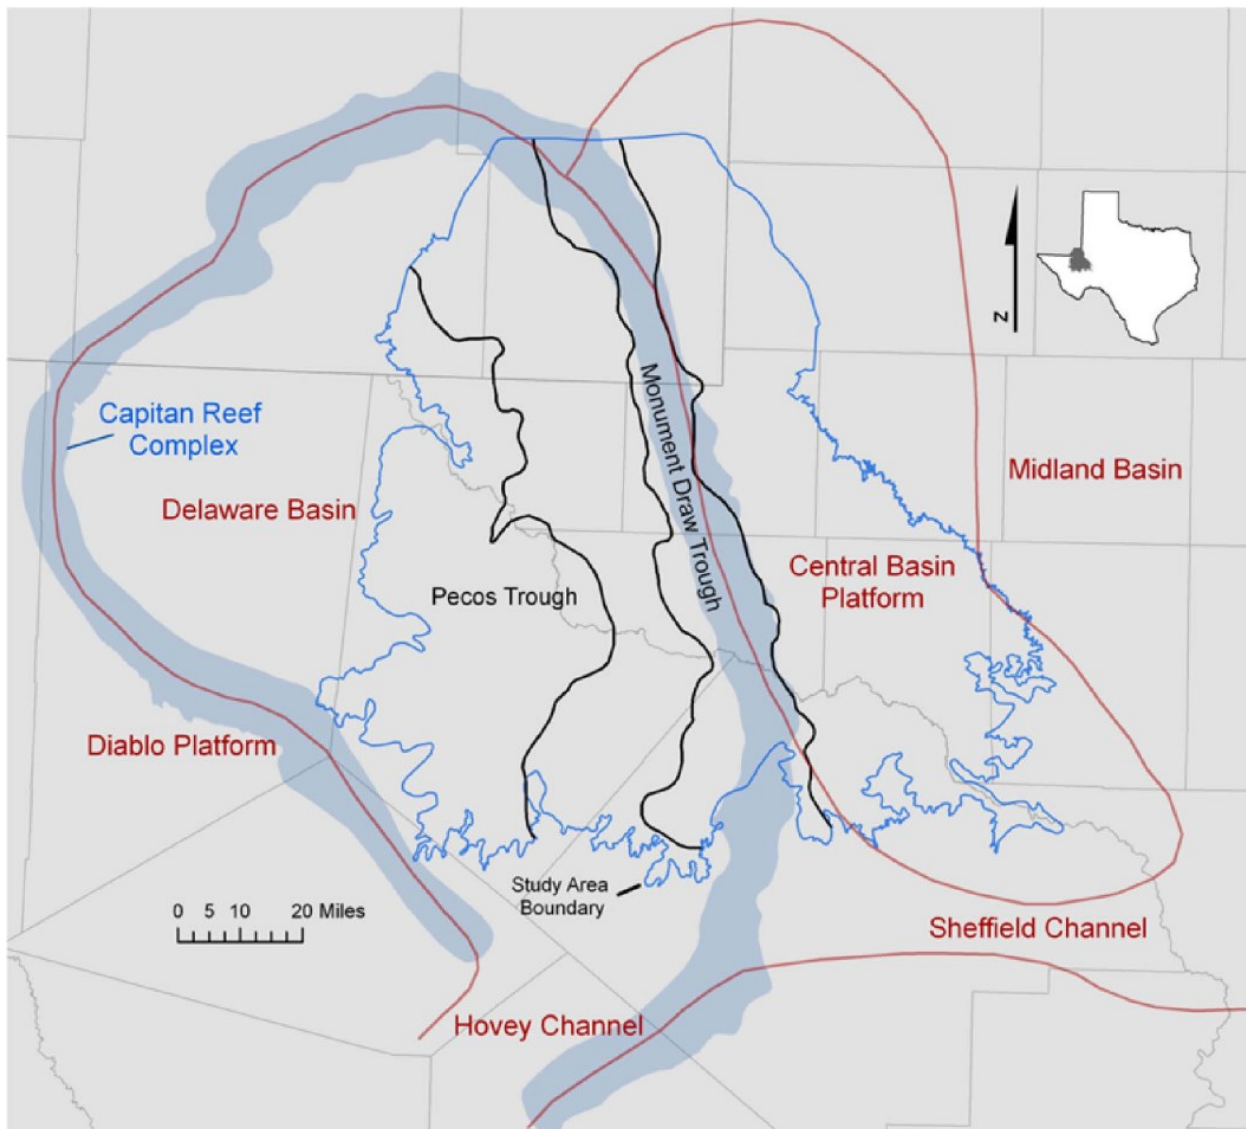 N
Capitan Reef
Complex
Monument Draw Trough
Midland Basin
Delaware Basin
Central Basin
Platform
Pecos Trough
Diablo Platform
Study Area
Boundary
0 5 10 20 Miles
Sheffield Channel
Hovey Channel